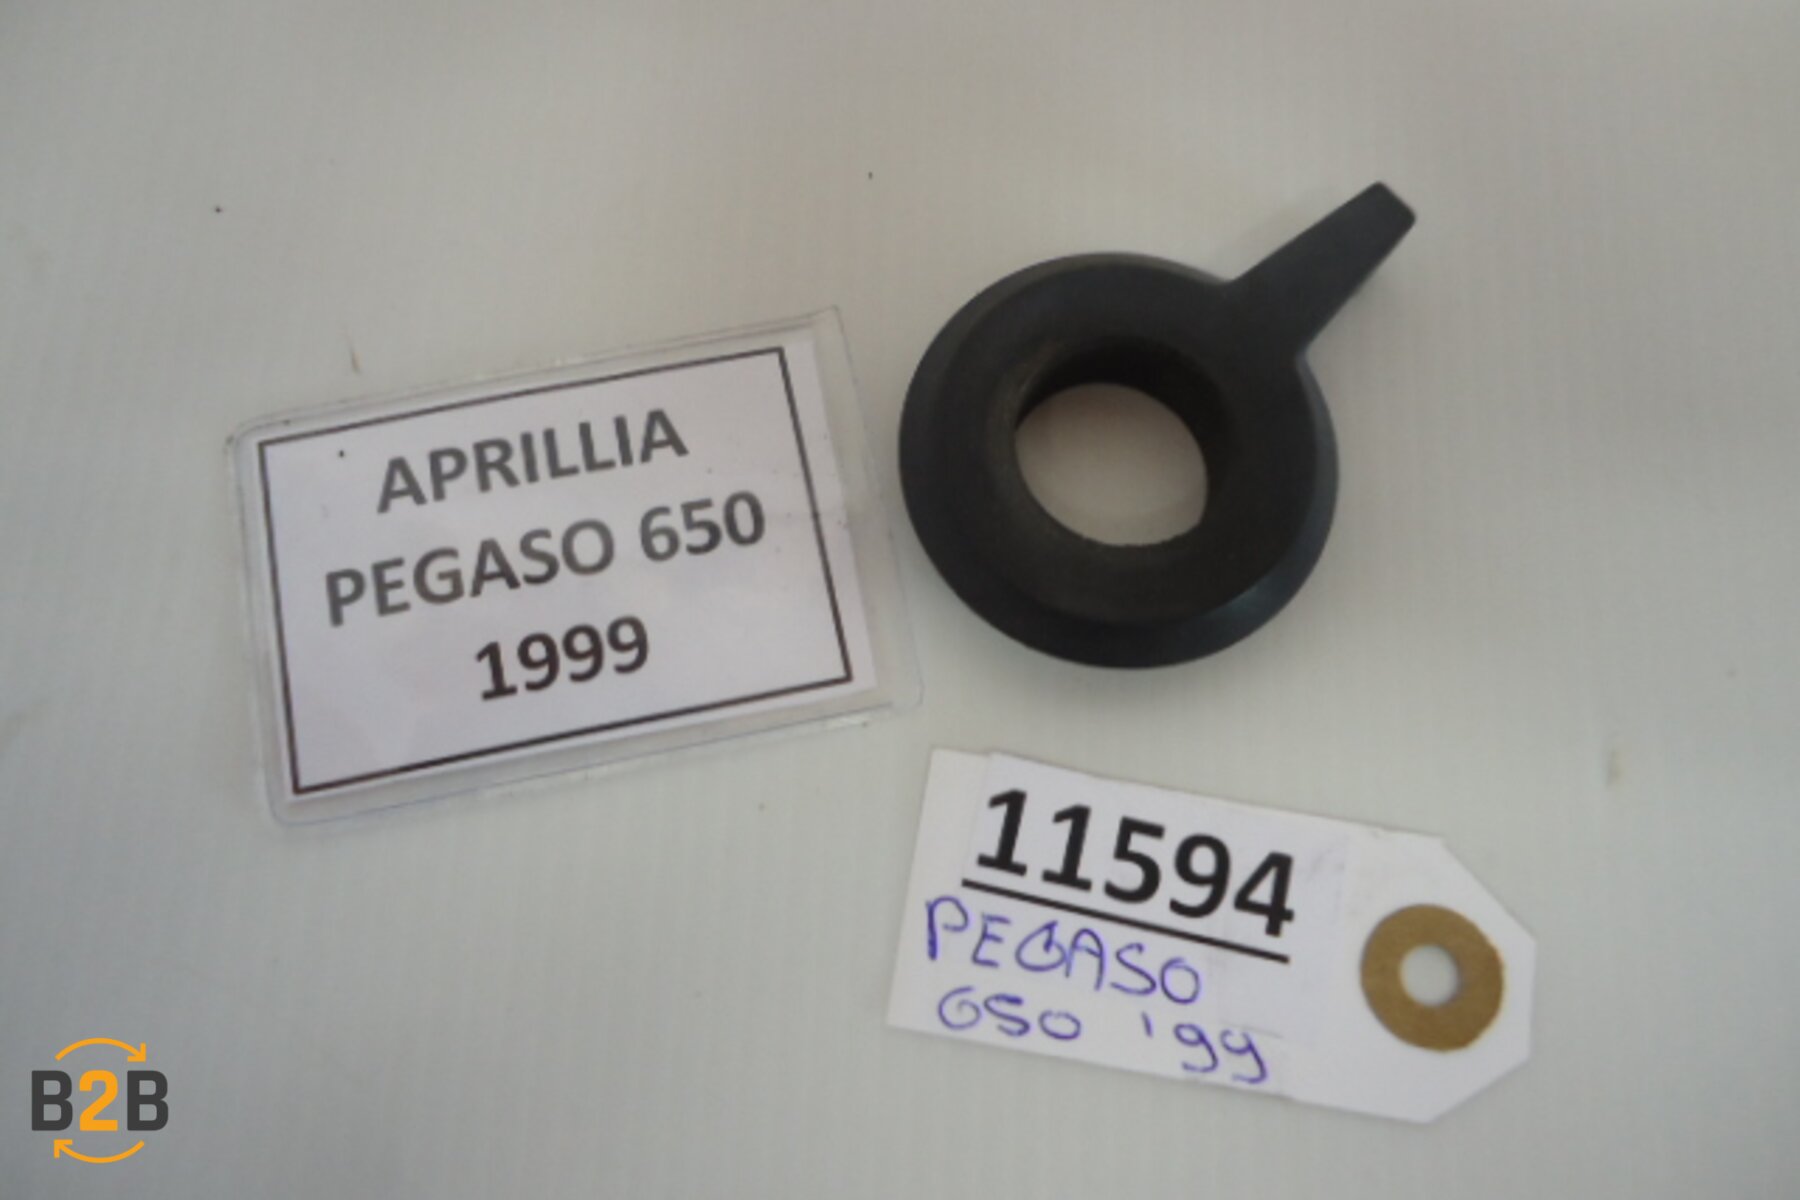 APRILLIA
PEGASO 650
1999
11594
PEGASO
650 '99
B2B